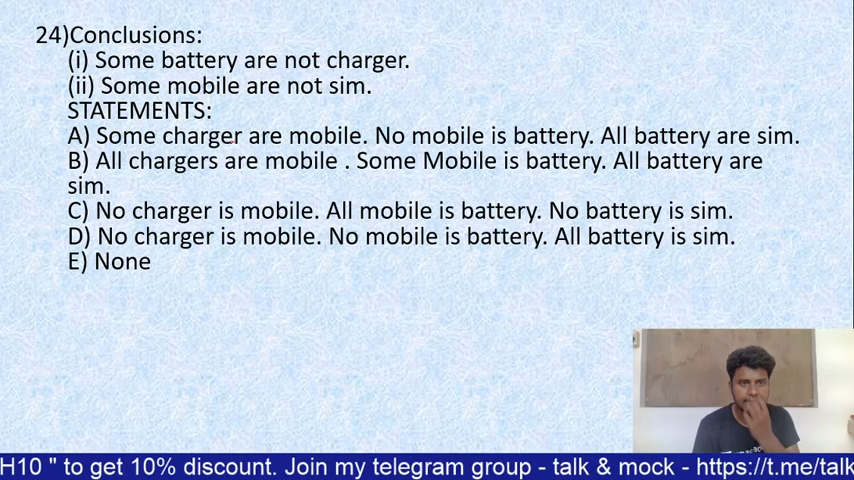 24)Conclusions:
(i) Some battery are not charger.
(ii) Some mobile are not sim.
STATEMENTS:
A) Some charger are mobile. No mobile is battery. All battery are sim.
B) All chargers are mobile . Some Mobile is battery. All battery are
sim.
C) No charger is mobile. All mobile is battery. No battery is sim.
D) No charger is mobile. No mobile is battery. All battery is sim.
E) None
H10 " to get 10% discount. Join my telegram group - talk & mock - https://t.me/talk